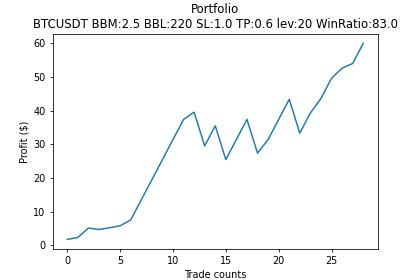 Portfolio
BTCUSDT BBM:2.5 BBL:220 SL:1.0 TP:0.6 lev:20 WinRatio:83.0
60
50
40
30
20
10
0
Profit ($)
0 5 10 15 20 25
Trade counts